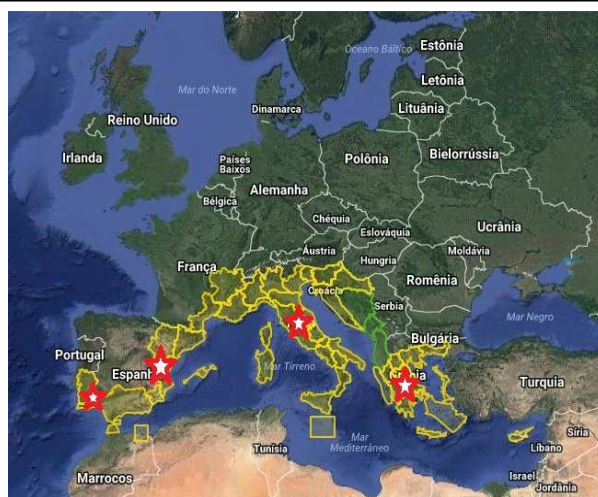 Oceano Báltico
Estônia
Letônia
Mar do Norte
Dinamarca
Lituânia
Reino Unido
Irlanda
Países
Baixos
Polônia
Bielorrússia
Alemanha
Bélgica
Chéquia
Ucrânia
Eslováquia
Áustria
Moldávia
França
Hungria
Romênia
Croácia
Sérbia
Mar Negro
Bulgária
Portugal
Espanh
Mar Tirreno
Turquia
Síria
Tunísia
Mar
Mediterrâneo
Líbano
Marrocos
Israel
Jordânia